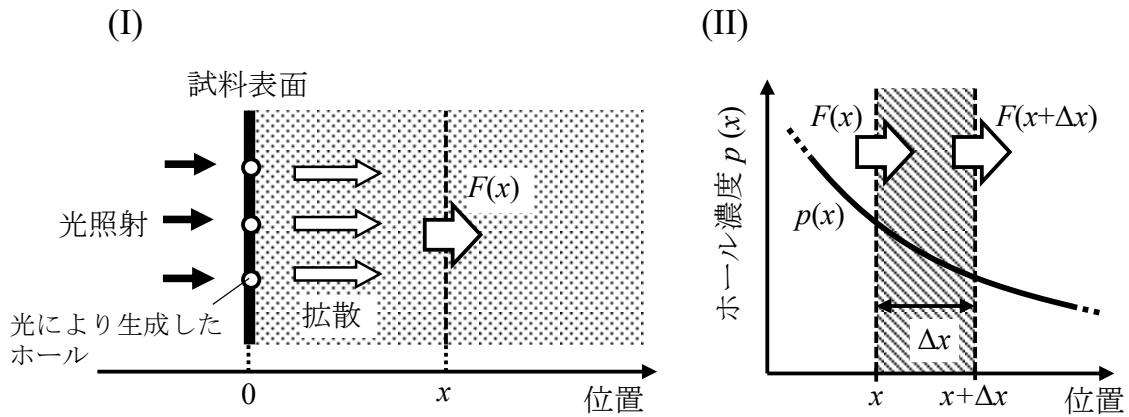 (I)
試料表面
光照射
F(x)
拡散
光により生成した
ホール
0
x
位置
(II)
ホール濃度 p (x)
F(x)
F(x+Δx)
p(x)
Δx
x
x+Δx
位置